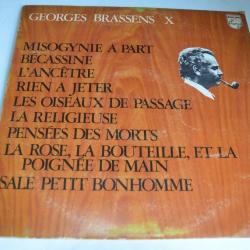 GEORGES BRASSENS X
PHILIPS
MISOGYNIE A PART
BÉCASSINE
L'ANCÊTRE
RIEN A JETER
LES OISEAUX DE PASSAGE
LA RELIGIEUSE
PENSÉES DES MORTS
LA ROSE, LA BOUTEILLE, ET LA
POIGNÉE DE MAIN
SALE PETIT BONHOMME